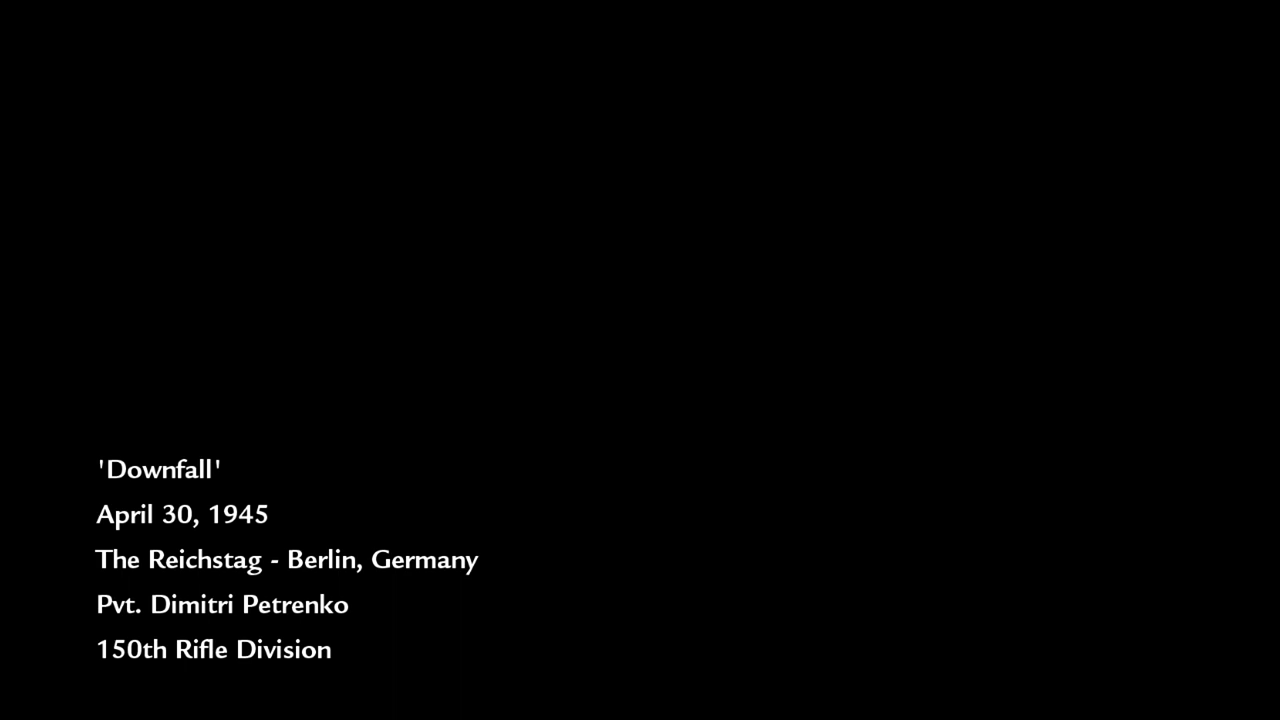 'Downfall'
April 30, 1945
The Reichstag - Berlin, Germany
Pvt. Dimitri Petrenko
150th Rifle Division